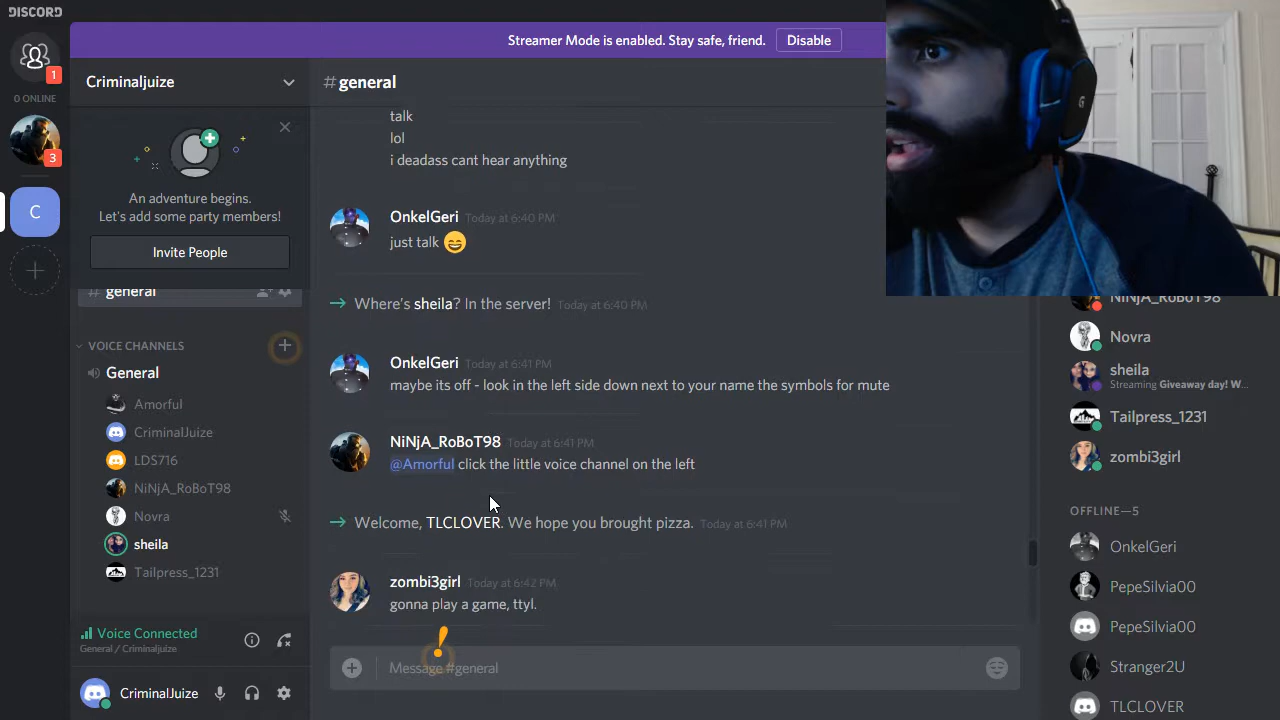 DISCORD
1
0 ONLINE
3
C
Streamer Mode is enabled. Stay safe, friend.
Disable
Criminaljuize
An adventure begins.
Let's add some party members!
Invite People
# general
VOICE CHANNELS
General
Amorful
CriminalJuize
LDS716
NiNjA_RoBoT98
Novra
sheila
Tailpress_1231
Voice Connected
General / Criminaljuize
CriminalJuize
# general
talk
lol
i deadass cant hear anything
OnkelGeri Today at 6:40 PM
just talk
Where's sheila? In the server! Today at 6:40 PM
OnkelGeri Today at 6:41 PM
maybe its off - look in the left side down next to your name the symbols for mute
NiNjA_RoBoT98 Today at 6:41 PM
@Amorful click the little voice channel on the left
Welcome, TLCLOVER. We hope you brought pizza. Today at 6:41 PM
zombi3girl Today at 6:42 PM
gonna play a game, ttyl.
Message #general
NiNjA_RoBoT98
Novra
sheila
Streaming Giveaway day! W...
Tailpress_1231
zombi3girl
OFFLINE—5
OnkelGeri
PepeSilvia00
PepeSilvia00
Stranger2U
TLCLOVER